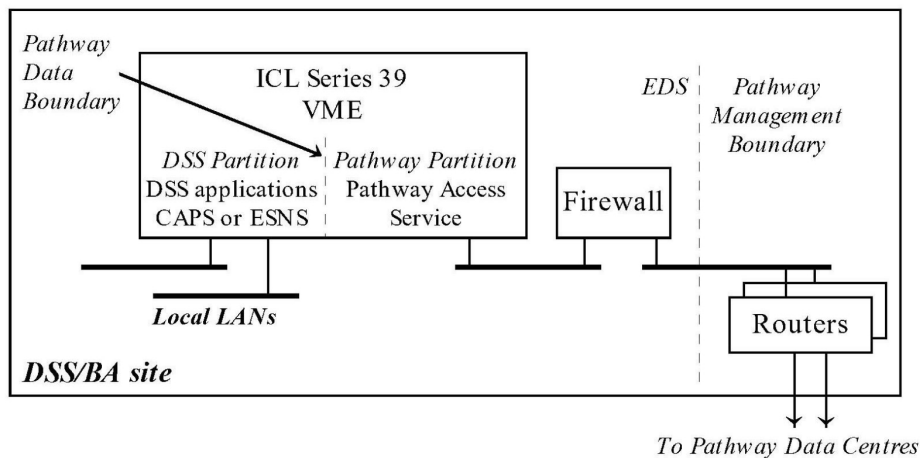 Pathway
Data
Boundary
ICL Series 39
VME
DSS Partition
DSS applications
CAPS or ESNS
Pathway Partition
Pathway Access
Service
Firewall
EDS
Pathway
Management
Boundary
Local LANs
Routers
DSS/BA site
To Pathway Data Centres